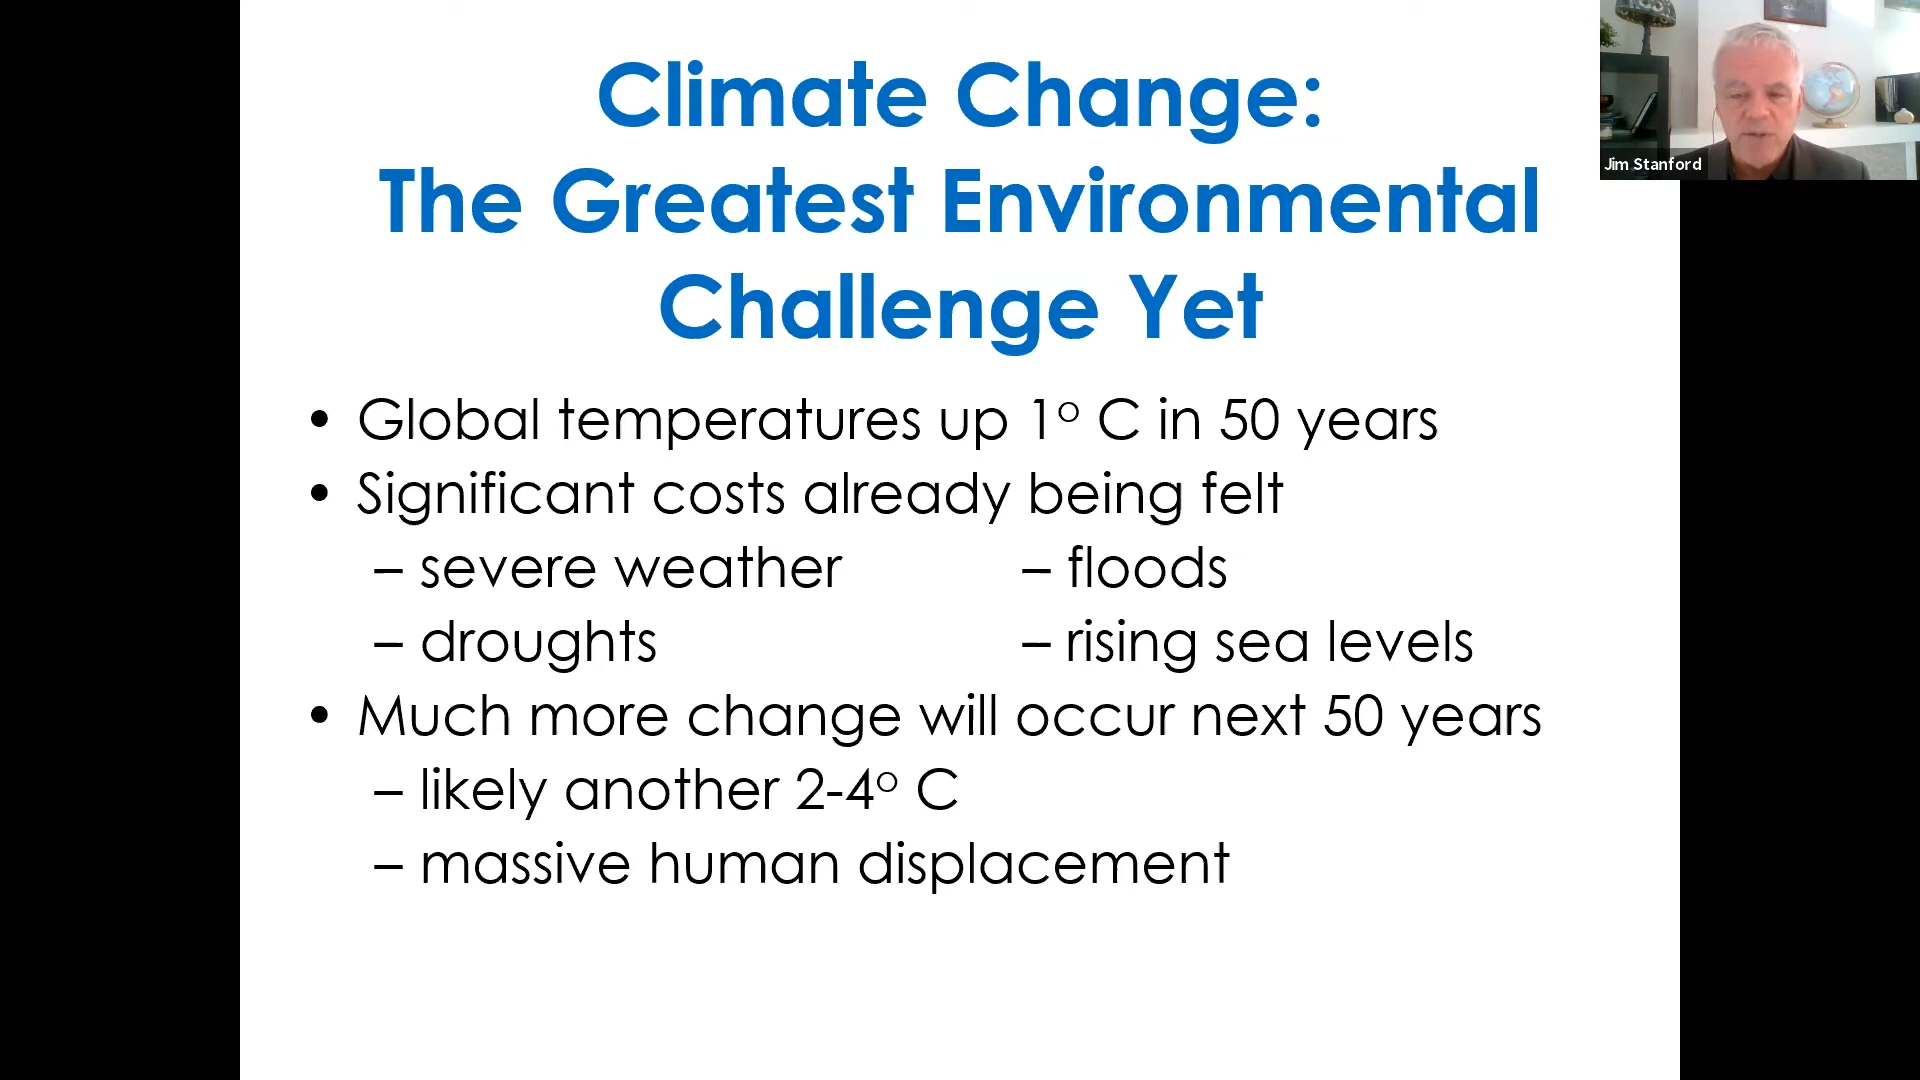 Climate Change:
The Greatest Environmental
Challenge Yet
• Global temperatures up 1° C in 50 years
• Significant costs already being felt
– severe weather – floods
– droughts – rising sea levels
• Much more change will occur next 50 years
– likely another 2-4° C
– massive human displacement
Jim Stanford